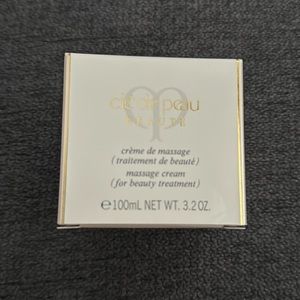 clé de peau
BEAUTÉ
crème de massage
(traitement de beauté)
massage cream
(for beauty treatment)
℮100mL NET WT. 3.2 OZ.